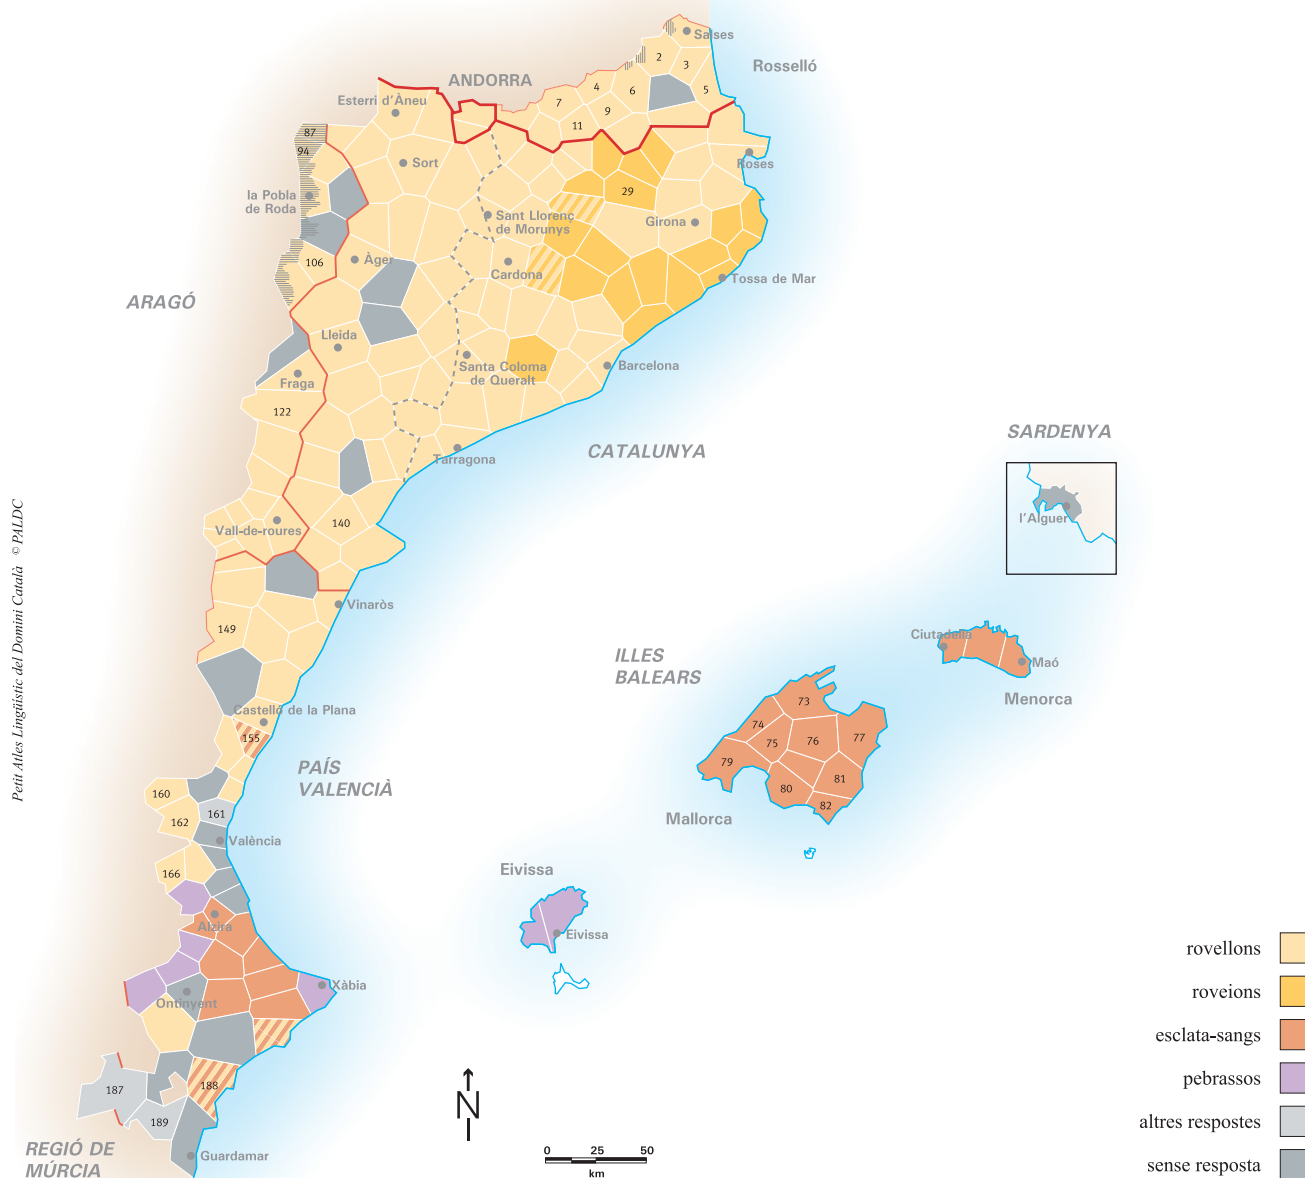 Salses
Rosselló
2
3
ANDORRA
4
6
5
7
9
11
Esterri d'Àneu
87
94
Sort
Roses
29
la Pobla
de Roda
Sant Llorenç
de Morunys
Girona
106
Àger
Cardona
Tossa de Mar
ARAGÓ
Lleida
Santa Coloma
de Queralt
Barcelona
Fraga
122
CATALUNYA
SARDENYA
Tarragona
l'Alguer
140
Vall-de-roures
Petit Atles Lingüístic del Domini Català © PALDC
Vinaròs
149
ILLES
BALEARS
Ciutadella
Maó
Menorca
73
74
75
76
77
79
80
81
82
Mallorca
Castelló de la Plana
155
PAÍS
VALENCIÀ
160
161
162
València
166
Eivissa
Eivissa
Alzira
Xàbia
Ontinyent
187
188
189
Guardamar
REGIÓ DE
MÚRCIA
N
0 25 50
km
rovellons
roveions
esclata-sangs
pebrassos
altres respostes
sense resposta